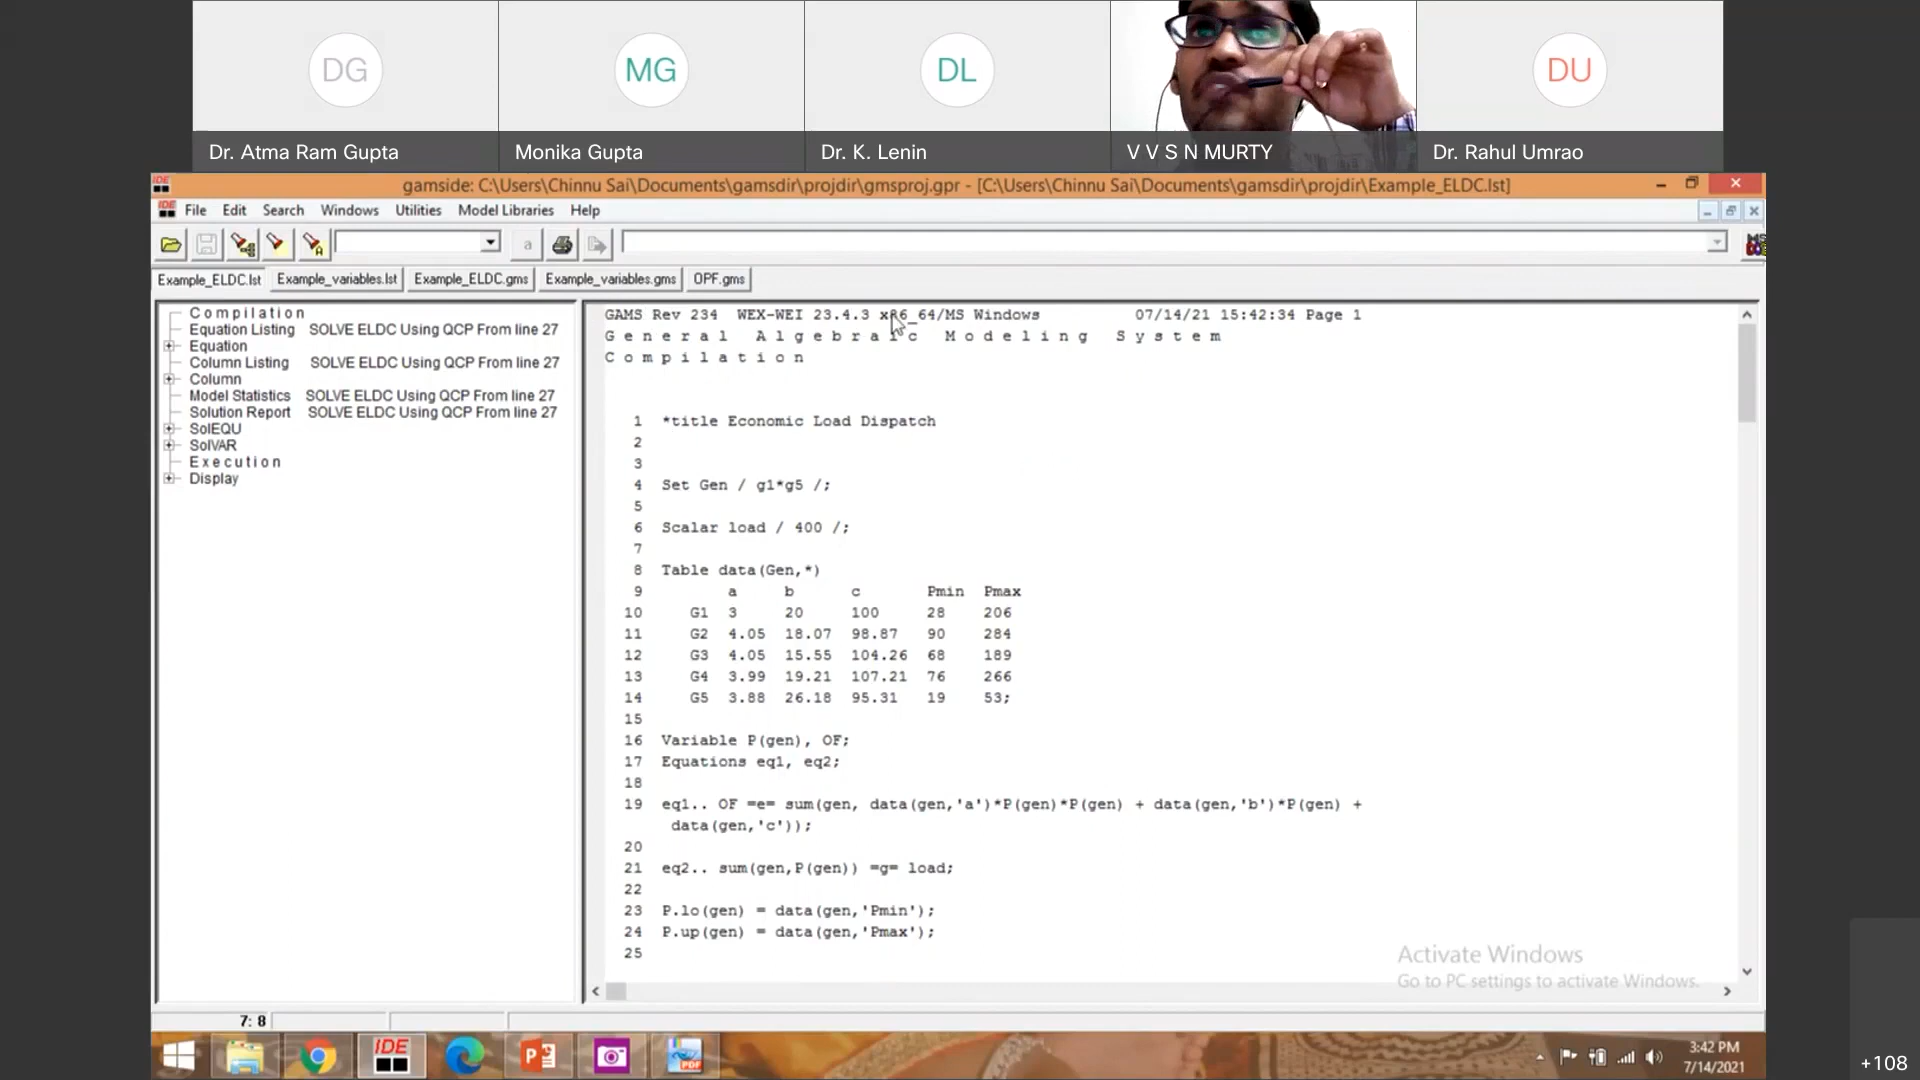 DG
MG
DL
DU
Dr. Atma Ram Gupta
Monika Gupta
Dr. K. Lenin
V V S N MURTY
Dr. Rahul Umrao
IDE
gamside: C:\Users\Chinnu Sai\Documents\gamsdir\projdir\gmsproj.gpr - [C:\Users\Chinnu Sai\Documents\gamsdir\projdir\Example_ELDC.lst]
IDE File Edit Search Windows Utilities Model Libraries Help
a
Example_ELDC.lst Example_variables.lst Example_ELDC.gms Example_variables.gms OPF.gms
C o m p i l a t i o n
Equation Listing SOLVE ELDC Using QCP From line 27
Equation
Column Listing SOLVE ELDC Using QCP From line 27
Column
Model Statistics SOLVE ELDC Using QCP From line 27
Solution Report SOLVE ELDC Using QCP From line 27
SolEQU
SolVAR
E x e c u t i o n
Display
GAMS Rev 234 WEX-WEI 23.4.3 x86_64/MS Windows 07/14/21 15:42:34 Page 1
G e n e r a l A l g e b r a i c M o d e l i n g S y s t e m
C o m p i l a t i o n
1 *title Economic Load Dispatch
2
3
4 Set Gen / g1*g5 /;
5
6 Scalar load / 400 /;
7
8 Table data(Gen,*)
9 a b c Pmin Pmax
10 G1 3 20 100 28 206
11 G2 4.05 18.07 98.87 90 284
12 G3 4.05 15.55 104.26 68 189
13 G4 3.99 19.21 107.21 76 266
14 G5 3.88 26.18 95.31 19 53;
15
16 Variable P(gen), OF;
17 Equations eq1, eq2;
18
19 eq1.. OF =e= sum(gen, data(gen,'a')*P(gen)*P(gen) + data(gen,'b')*P(gen) +
data(gen,'c'));
20
21 eq2.. sum(gen,P(gen)) =g= load;
22
23 P.lo(gen) = data(gen,'Pmin');
24 P.up(gen) = data(gen,'Pmax');
25
Activate Windows
Go to PC settings to activate Windows.
7: 8
IDE
PDF
3:42 PM
7/14/2021
+108